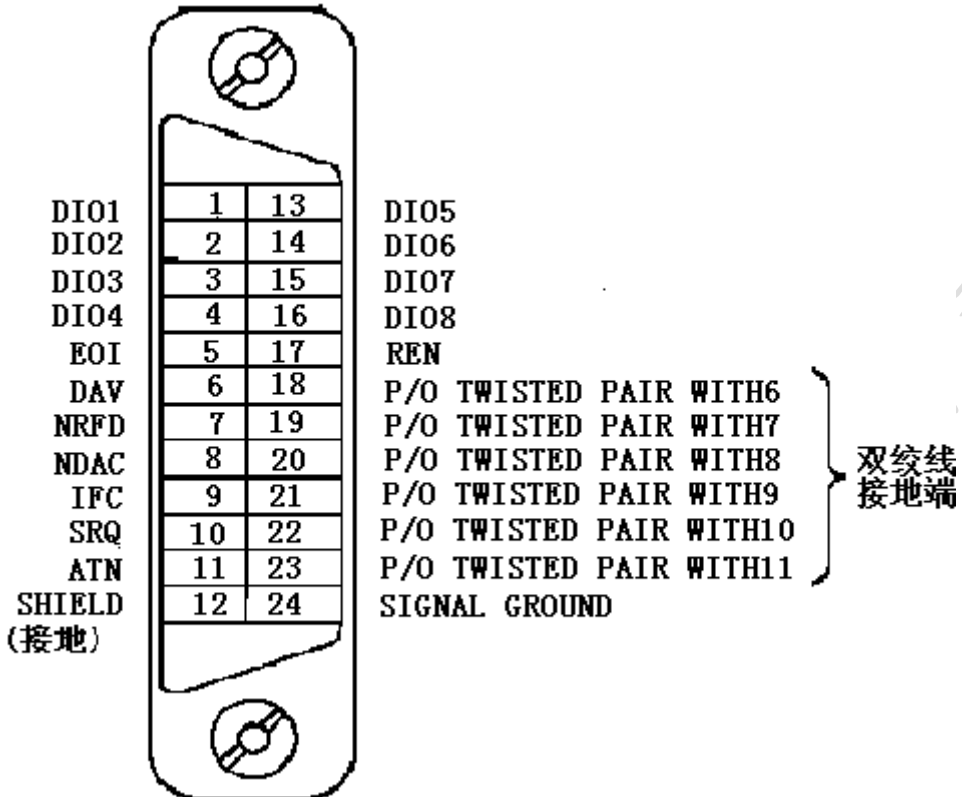 DIO1 1 13 DIO5
DIO2 2 14 DIO6
DIO3 3 15 DIO7
DIO4 4 16 DIO8
EOI 5 17 REN
DAV 6 18 P/O TWISTED PAIR WITH6
NRFD 7 19 P/O TWISTED PAIR WITH7
NDAC 8 20 P/O TWISTED PAIR WITH8
IFC 9 21 P/O TWISTED PAIR WITH9
SRQ 10 22 P/O TWISTED PAIR WITH10
ATN 11 23 P/O TWISTED PAIR WITH11
双绞线
接地端
SHIELD 12 24 SIGNAL GROUND
(接地)